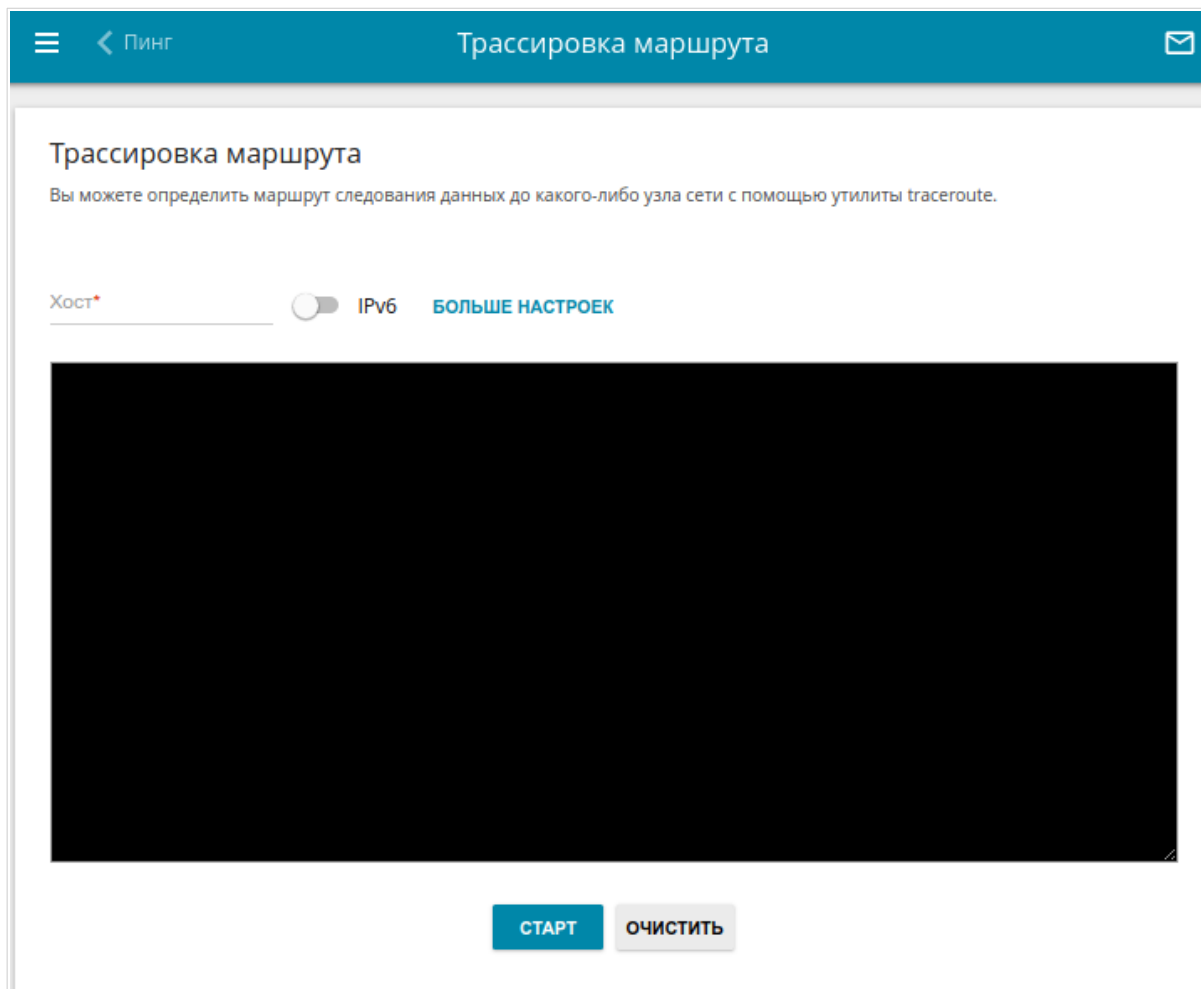 Пинг
Трассировка маршрута
Трассировка маршрута
Вы можете определить маршрут следования данных до какого-либо узла сети с помощью утилиты traceroute.
Хост* IPv6 БОЛЬШЕ НАСТРОЕК
СТАРТ ОЧИСТИТЬ